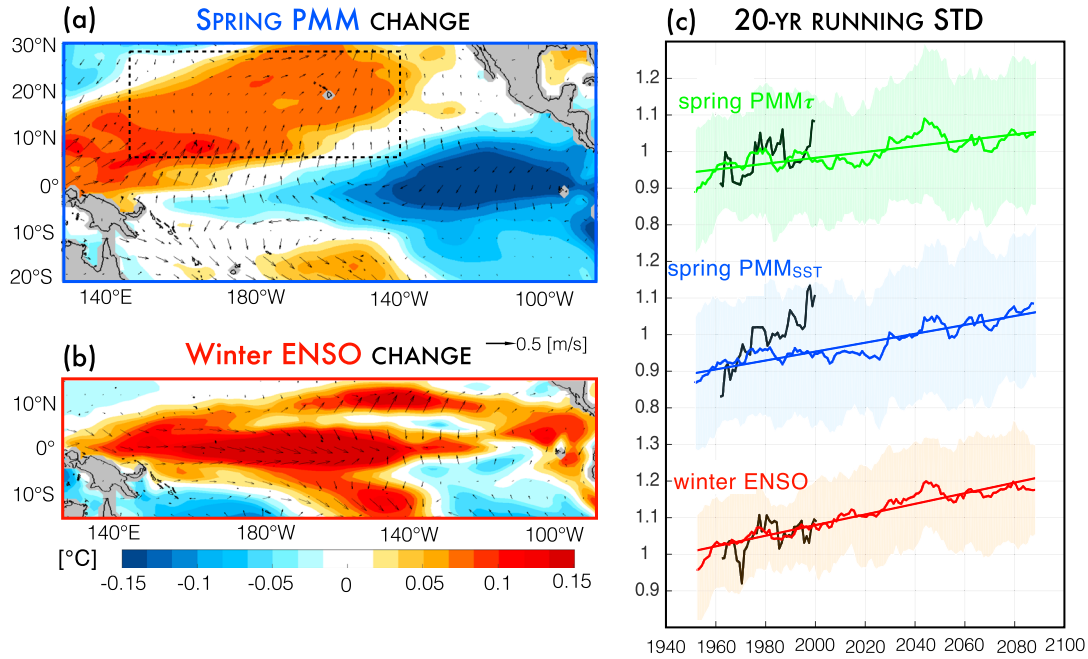 (a) SPRING PMM CHANGE
30°N
20°N
10°N
0°
10°S
20°S
140°E 180°W 140°W 100°W
(b) Winter ENSO CHANGE 0.5 [m/s]
10°N
0°
10°S
140°E 180°W 140°W 100°W
[°C]
-0.15 -0.1 -0.05 0 0.05 0.1 0.15
(c) 20-YR RUNNING STD
1.2
spring PMMτ
1.1
1
0.9
0.8
1.2
spring PMMSST
1.1
1
0.9
0.8
1.3
winter ENSO
1.2
1.1
1
0.9
1940 1960 1980 2000 2020 2040 2060 2080 2100